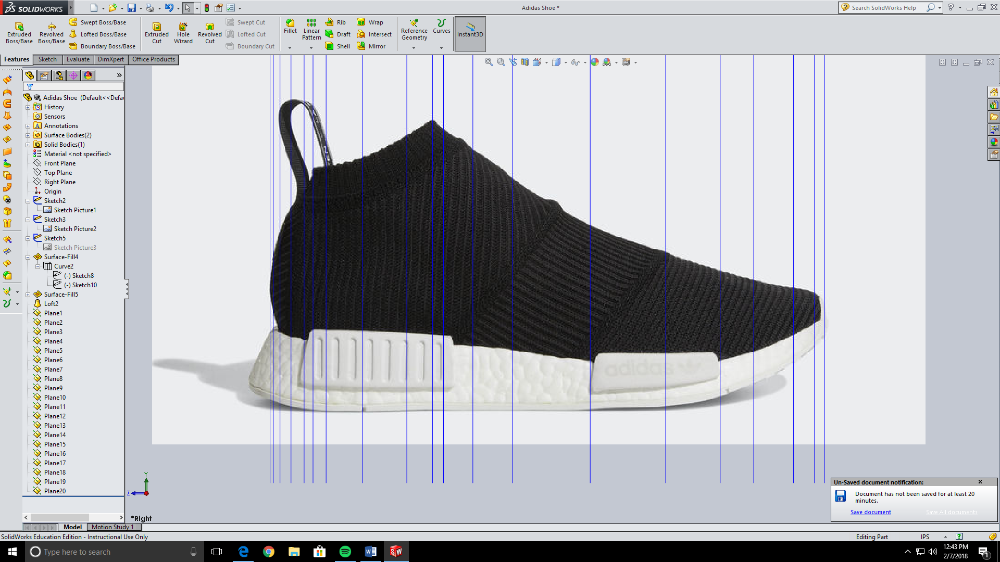 SOLIDWORKS
Adidas Shoe *
Search SolidWorks Help
Extruded Boss/Base
Revolved Boss/Base
Swept Boss/Base
Lofted Boss/Base
Boundary Boss/Base
Extruded Cut
Hole Wizard
Revolved Cut
Swept Cut
Lofted Cut
Boundary Cut
Fillet
Linear Pattern
Rib
Draft
Shell
Wrap
Intersect
Mirror
Reference Geometry
Curves
Instant3D
Features
Sketch
Evaluate
DimXpert
Office Products
Adidas Shoe (Default<<Defau
History
Sensors
Annotations
Surface Bodies(2)
Solid Bodies(1)
Material <not specified>
Front Plane
Top Plane
Right Plane
Origin
Sketch2
Sketch Picture1
Sketch3
Sketch Picture2
Sketch5
Sketch Picture3
Surface-Fill4
Curve2
(-) Sketch8
(-) Sketch10
Surface-Fill5
Loft2
Plane1
Plane2
Plane3
Plane4
Plane5
Plane6
Plane7
Plane8
Plane9
Plane10
Plane11
Plane12
Plane13
Plane14
Plane15
Plane16
Plane17
Plane18
Plane19
Plane20
adidas
Y
Z
*Right
Un-Saved document notification:
Document has not been saved for at least 20
minutes.
Save document
Save All documents
Model
Motion Study 1
SolidWorks Education Edition - Instructional Use Only
Editing Part
IPS
Type here to search
12:43 PM
2/7/2018
1